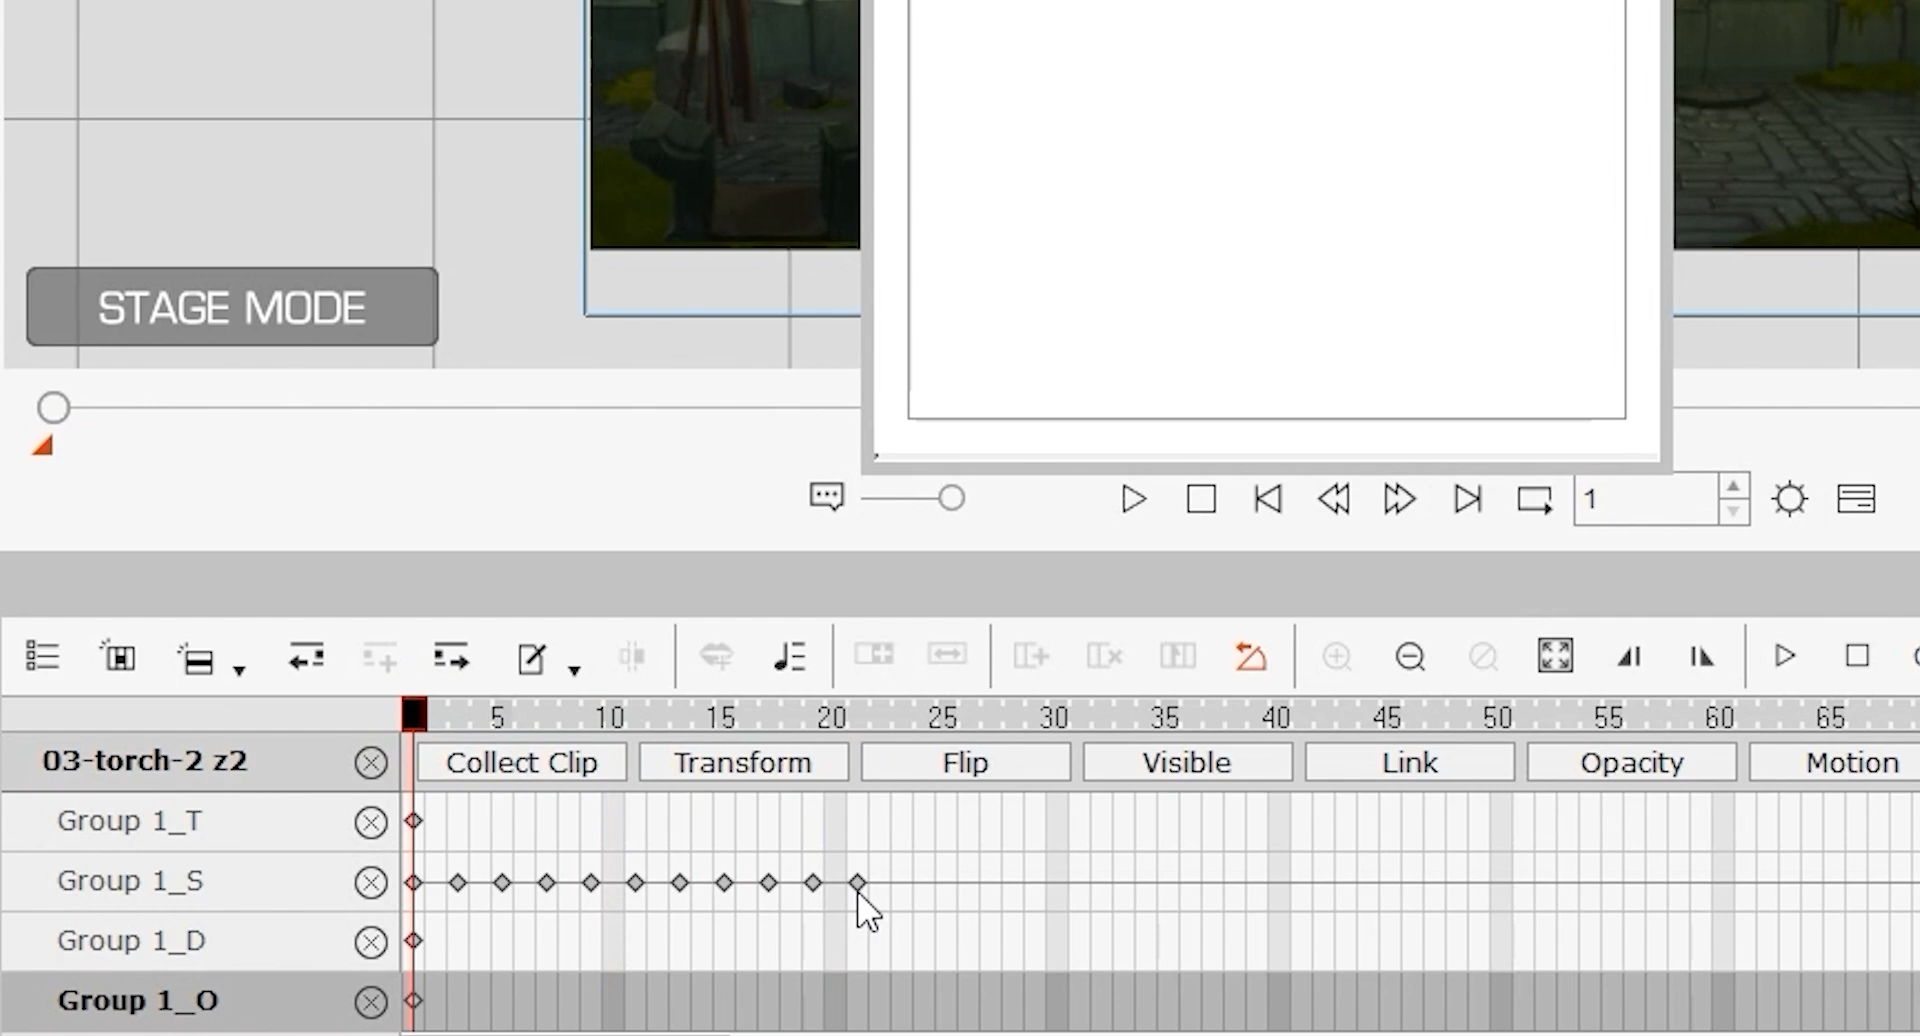 STAGE MODE
1
5 10 15 20 25 30 35 40 45 50 55 60 65
03-torch-2 z2 Collect Clip Transform Flip Visible Link Opacity Motion
Group 1_T
Group 1_S
Group 1_D
Group 1_O